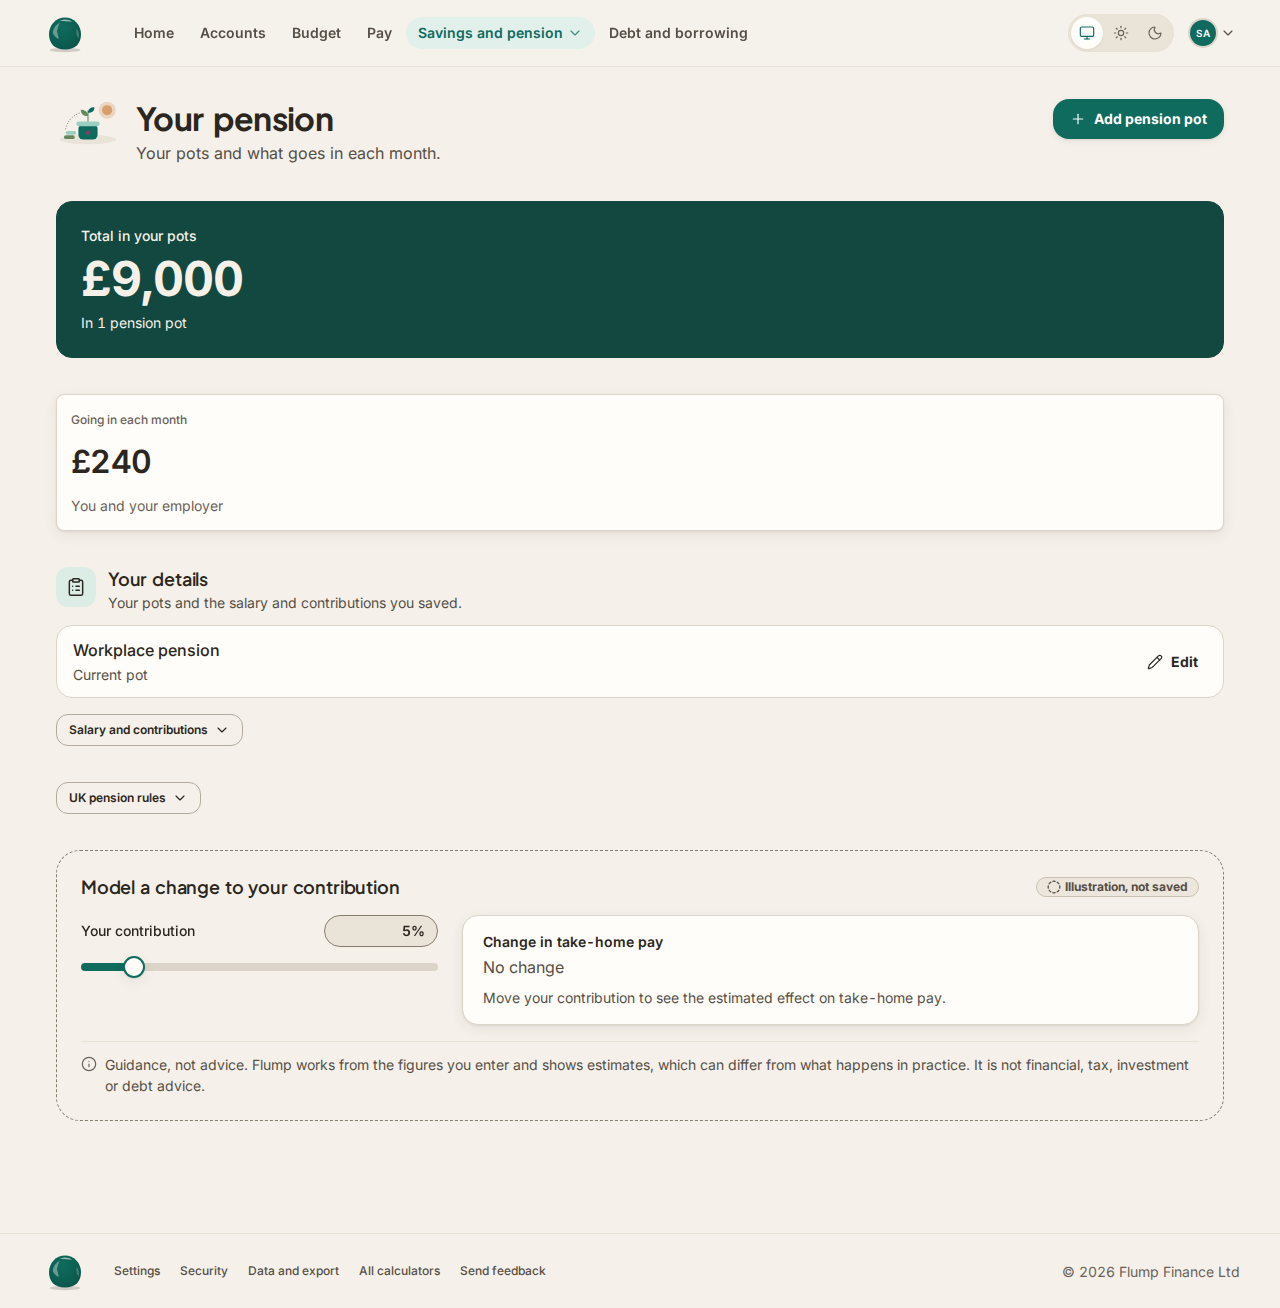 Home Accounts Budget Pay Savings and pension Debt and borrowing SA
Your pension
Add pension pot
Your pots and what goes in each month.
Total in your pots
£9,000
In 1 pension pot
Going in each month
£240
You and your employer
Your details
Your pots and the salary and contributions you saved.
Workplace pension
Current pot
Edit
Salary and contributions
UK pension rules
Model a change to your contribution
Illustration, not saved
Your contribution 5%
Change in take-home pay
No change
Move your contribution to see the estimated effect on take-home pay.
Guidance, not advice. Flump works from the figures you enter and shows estimates, which can differ from what happens in practice. It is not financial, tax, investment
or debt advice.
Settings Security Data and export All calculators Send feedback © 2026 Flump Finance Ltd